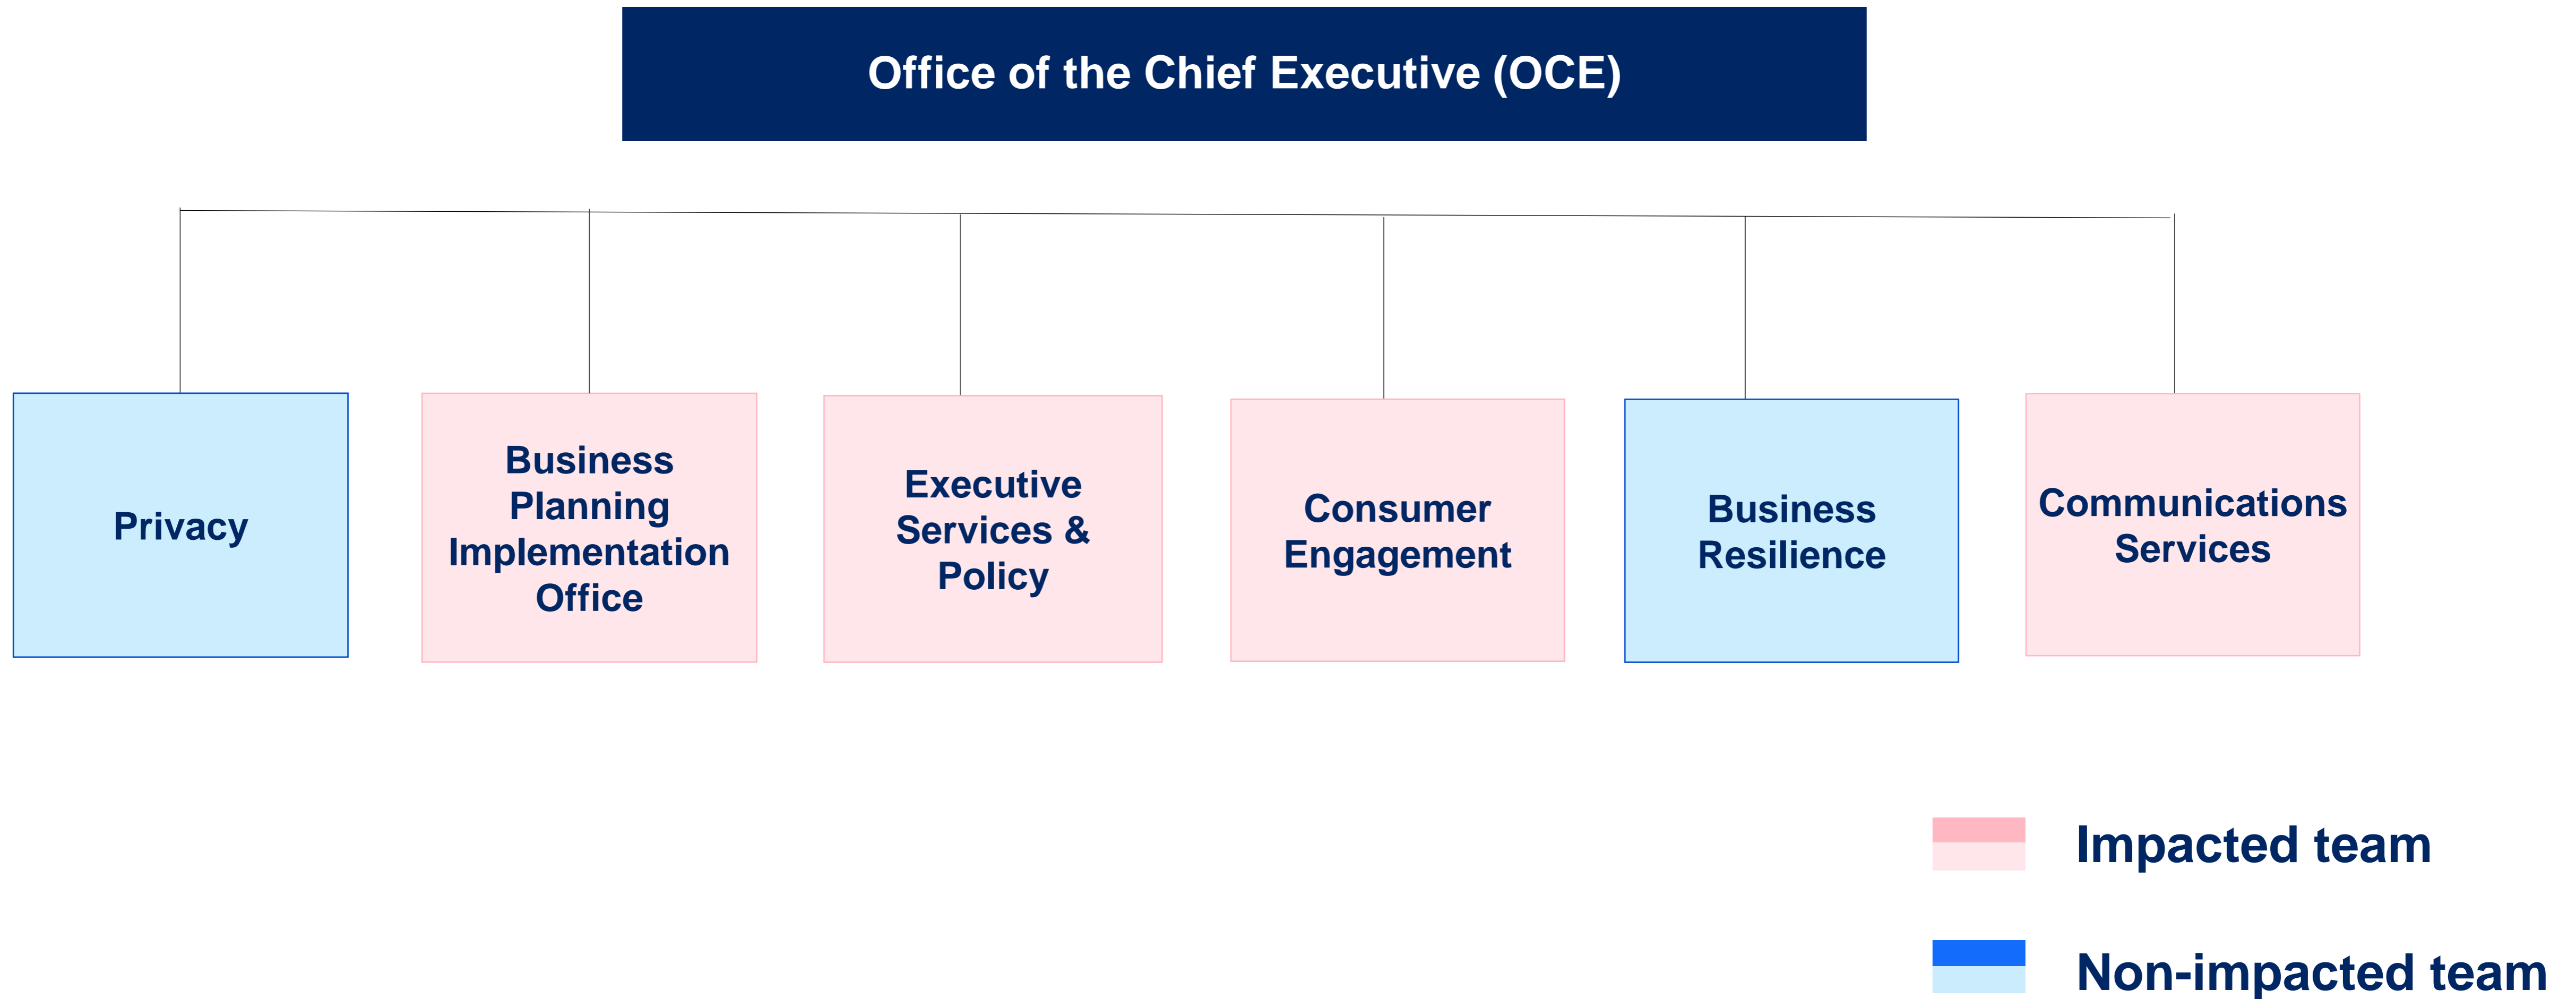 Office of the Chief Executive (OCE)
Privacy
Business
Planning
Implementation
Office
Executive
Services &
Policy
Consumer
Engagement
Business
Resilience
Communications
Services
Impacted team
Non-impacted team